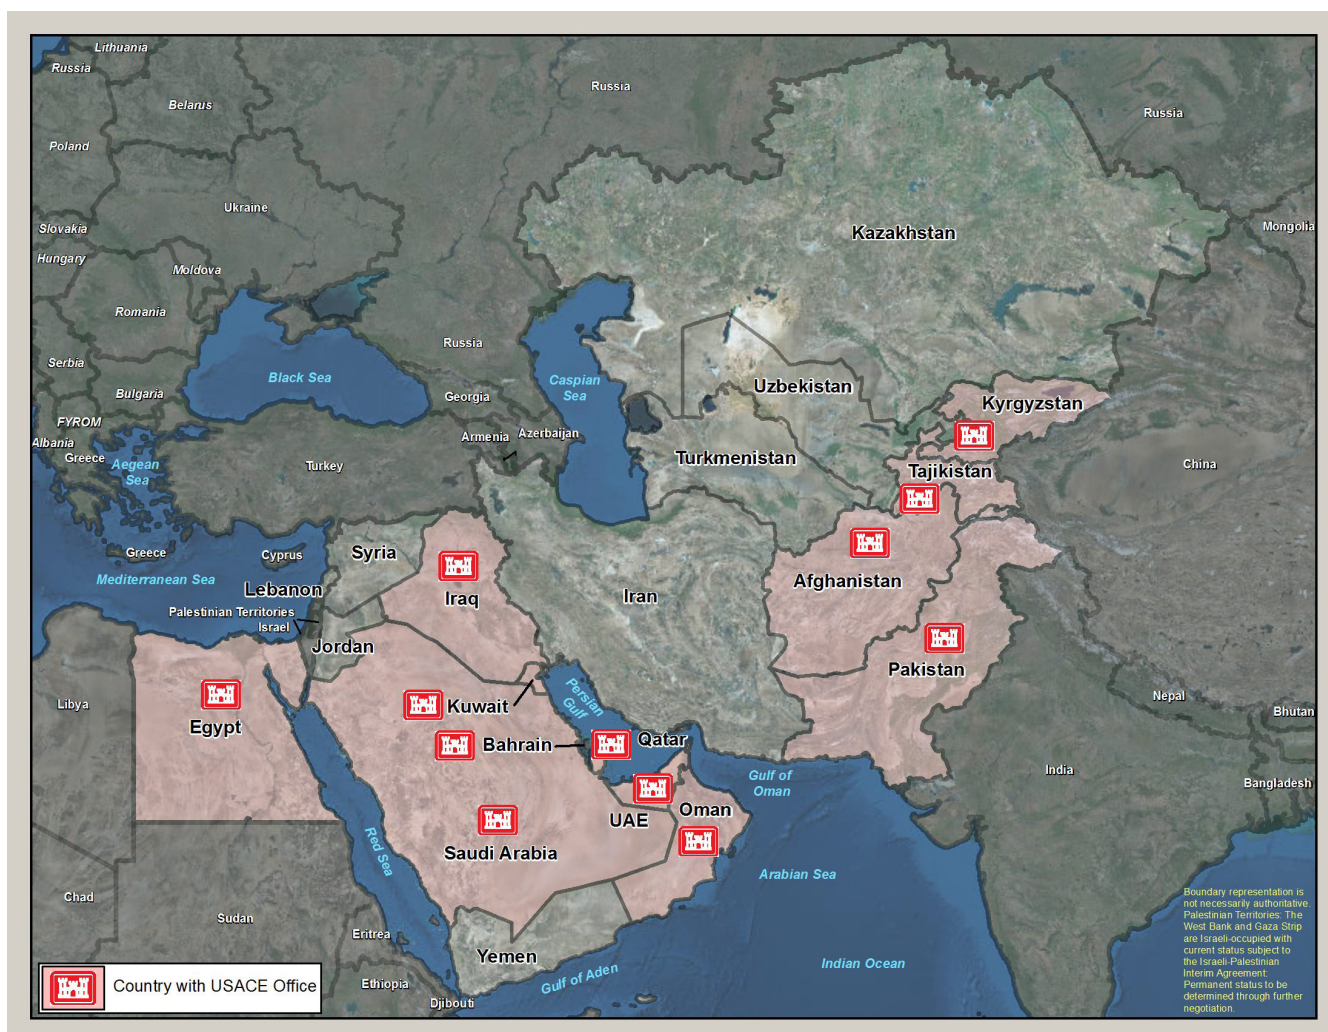 Lithuania
Russia
Belarus
Poland
Russia
Russia
Ukraine
Slovakia
Hungary
Moldova
Romania
Kazakhstan
Mongolia
Serbia
Russia
Black Sea
Caspian
Sea
Bulgaria
Georgia
Uzbekistan
Kyrgyzstan
FYROM
Albania
Greece
Aegean
Sea
Armenia
Azerbaijan
Turkey
Turkmenistan
Tajikistan
China
Greece
Cyprus
Syria
Mediterranean Sea
Lebanon
Iraq
Iran
Afghanistan
Palestinian Territories
Israel
Jordan
Pakistan
Libya
Egypt
Kuwait
Persian
Gulf
Nepal
Bhutan
Bahrain
Qatar
Gulf of
Oman
India
Bangladesh
UAE
Oman
Red Sea
Saudi Arabia
Arabian Sea
Chad
Sudan
Eritrea
Yemen
Indian Ocean
Ethiopia
Djibouti
Gulf of Aden
Country with USACE Office
Boundary representation is
not necessarily authoritative.
Palestinian Territories: The
West Bank and Gaza Strip
are Israeli-occupied with
current status subject to
the Israeli-Palestinian
Interim Agreement:
Permanent status to be
determined through further
negotiation.